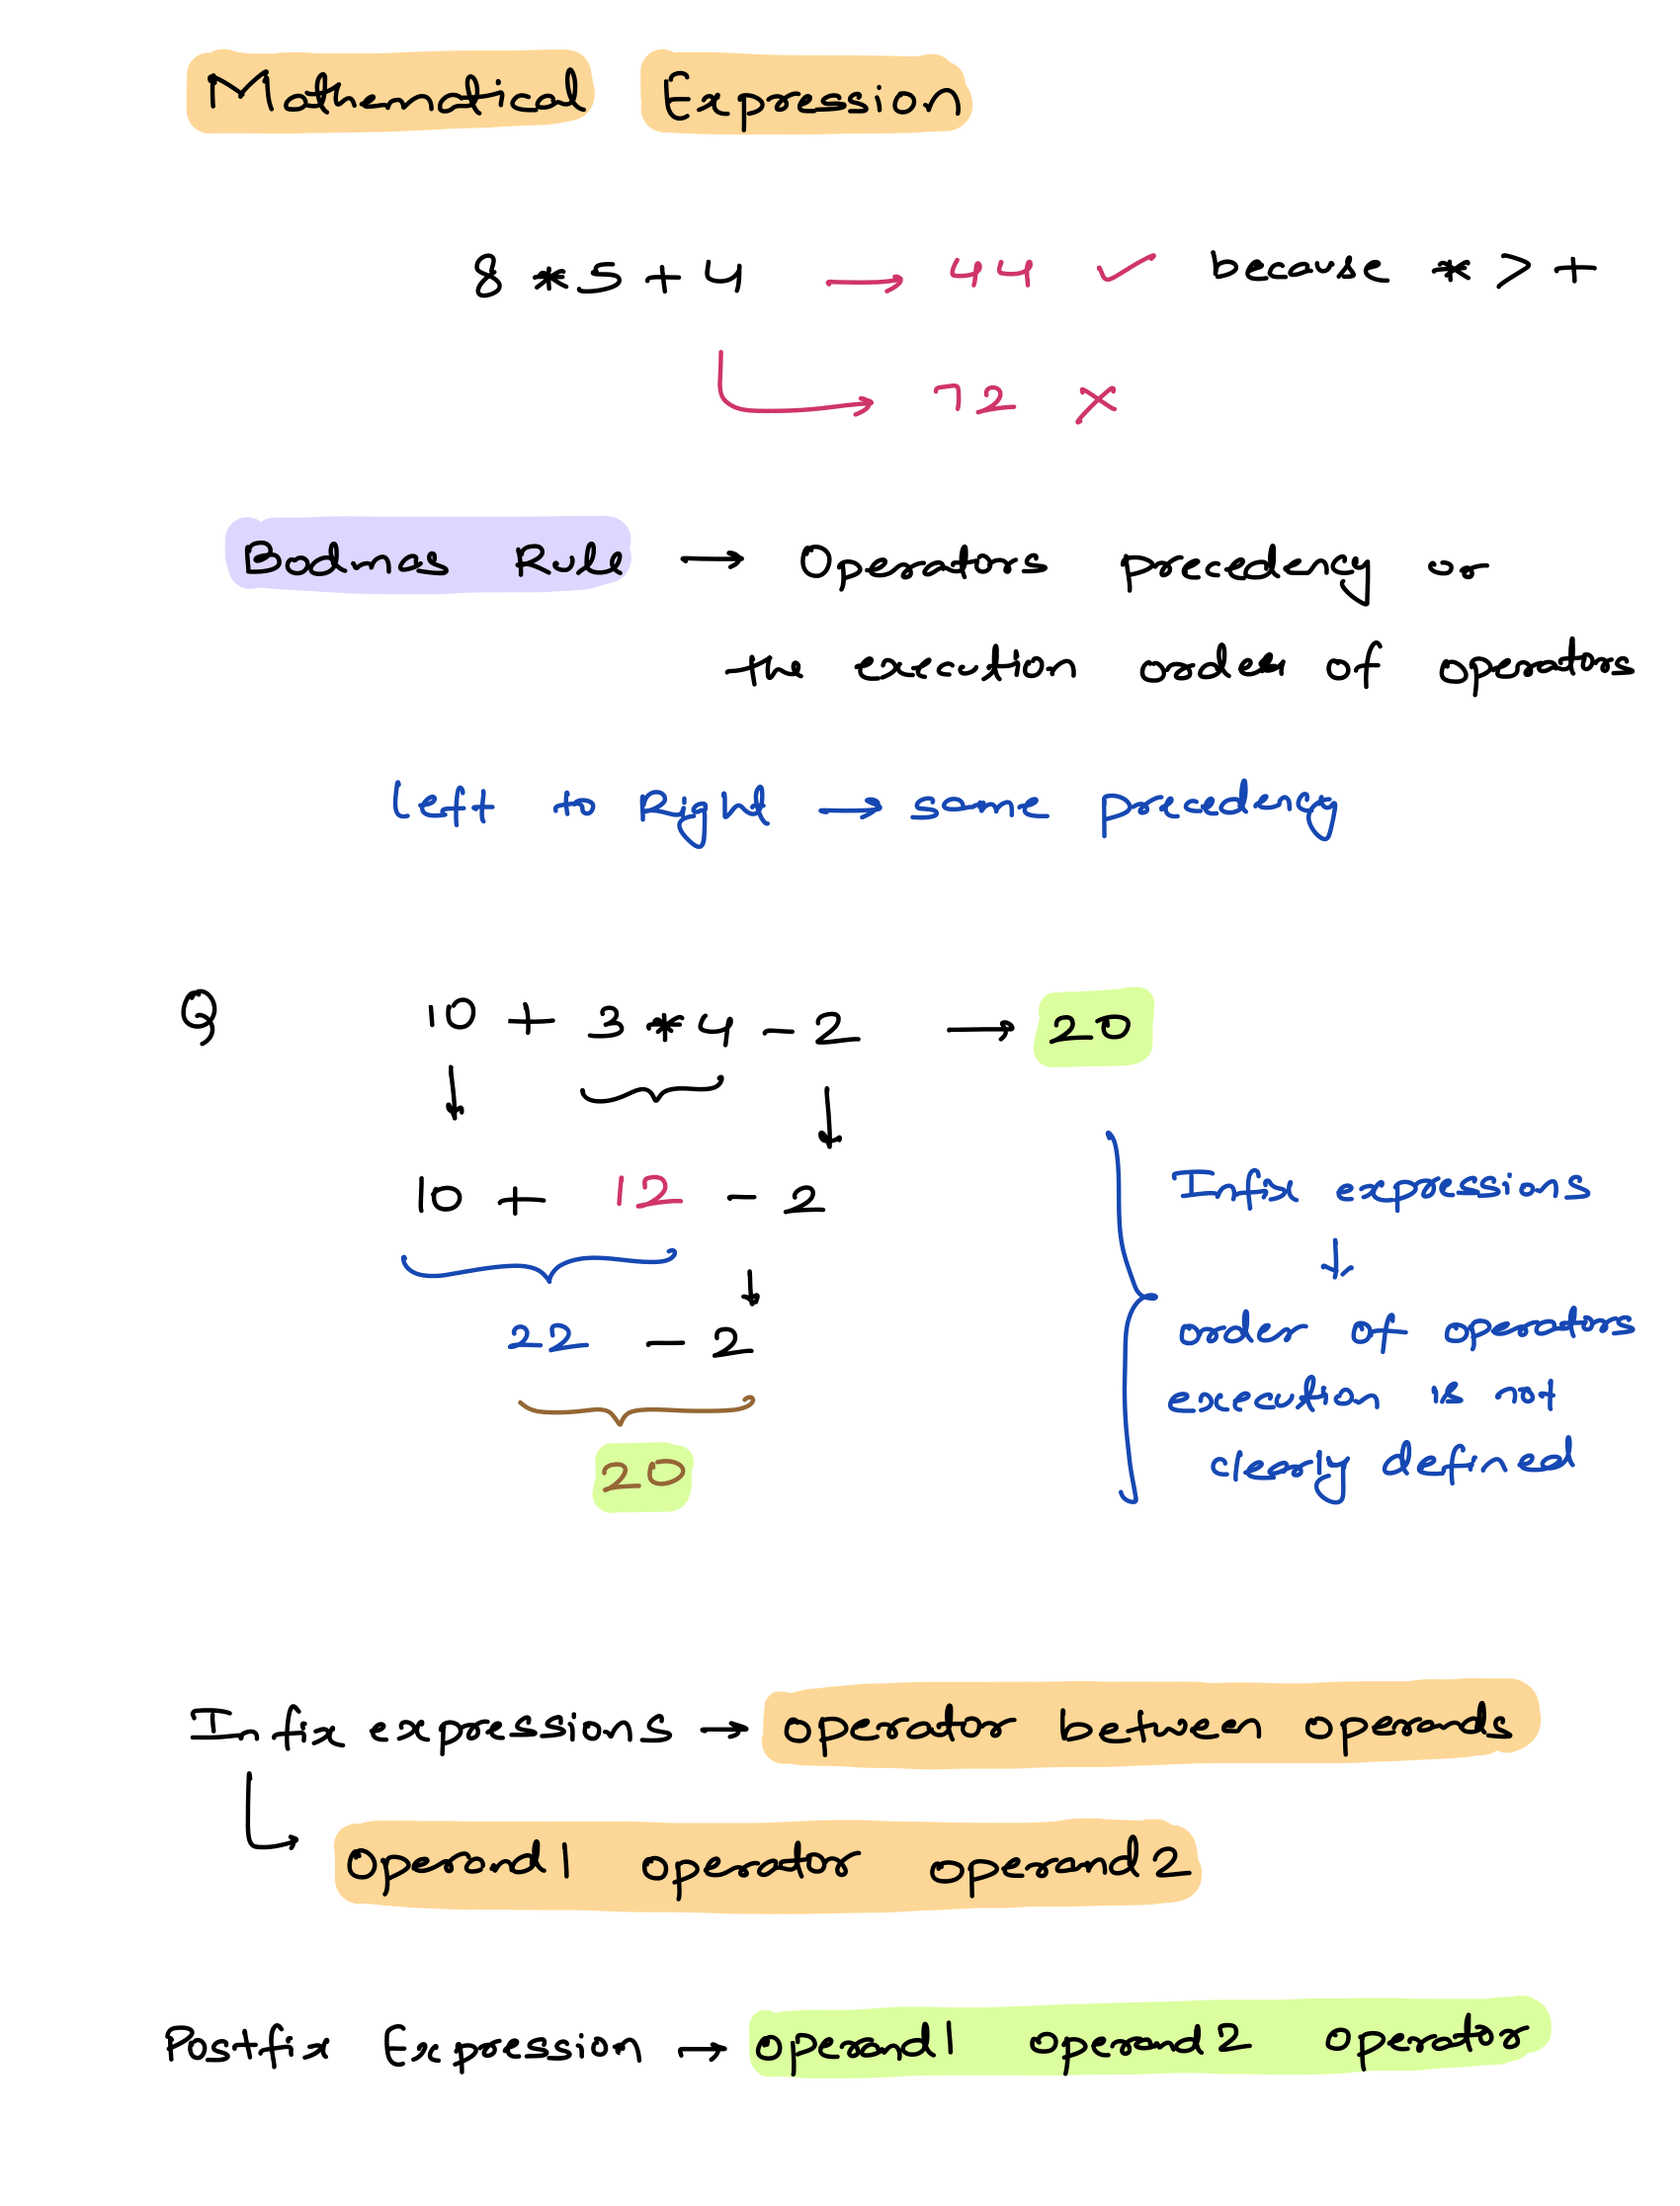 Mathematical Expression
8 * 5 + 4 → 44 ✓ because * > +
↳ 72 ✗
Bodmas Rule → Operators precedency or
the execution order of operators
left to Right → same precedency
Q 10 + 3 * 4 - 2 → 20
10 + 12 - 2
22 - 2
20
Infix expressions
↓
order of operators
execution is not
clearly defined
Infix expressions → operator between operands
↳ operand1 operator operand2
Postfix Expression → operand1 operand2 operator